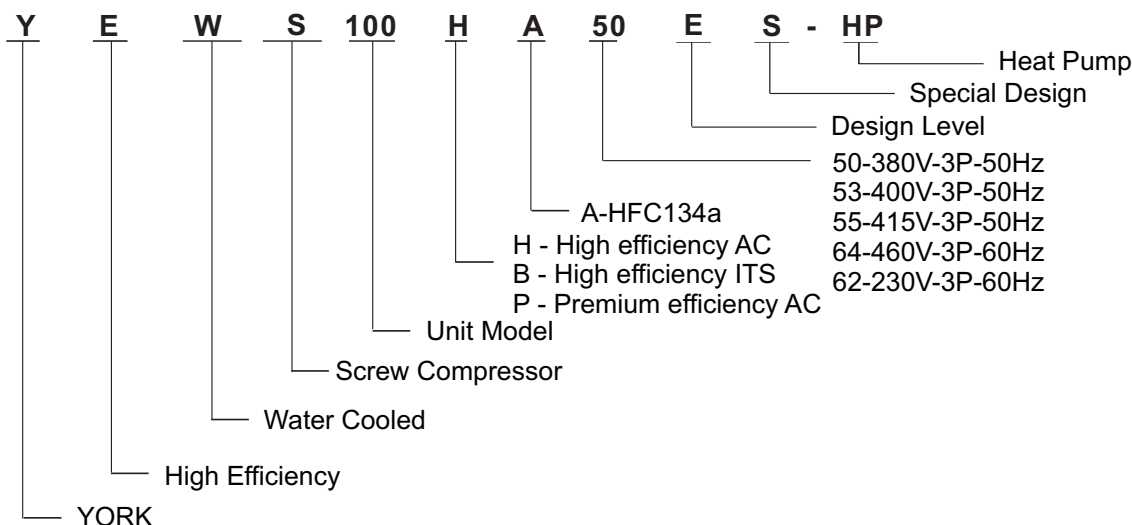 Y E W S 100 H A 50 E S - HP
Heat Pump
Special Design
Design Level
50-380V-3P-50Hz
53-400V-3P-50Hz
55-415V-3P-50Hz
64-460V-3P-60Hz
62-230V-3P-60Hz
A-HFC134a
H - High efficiency AC
B - High efficiency ITS
P - Premium efficiency AC
Unit Model
Screw Compressor
Water Cooled
High Efficiency
YORK